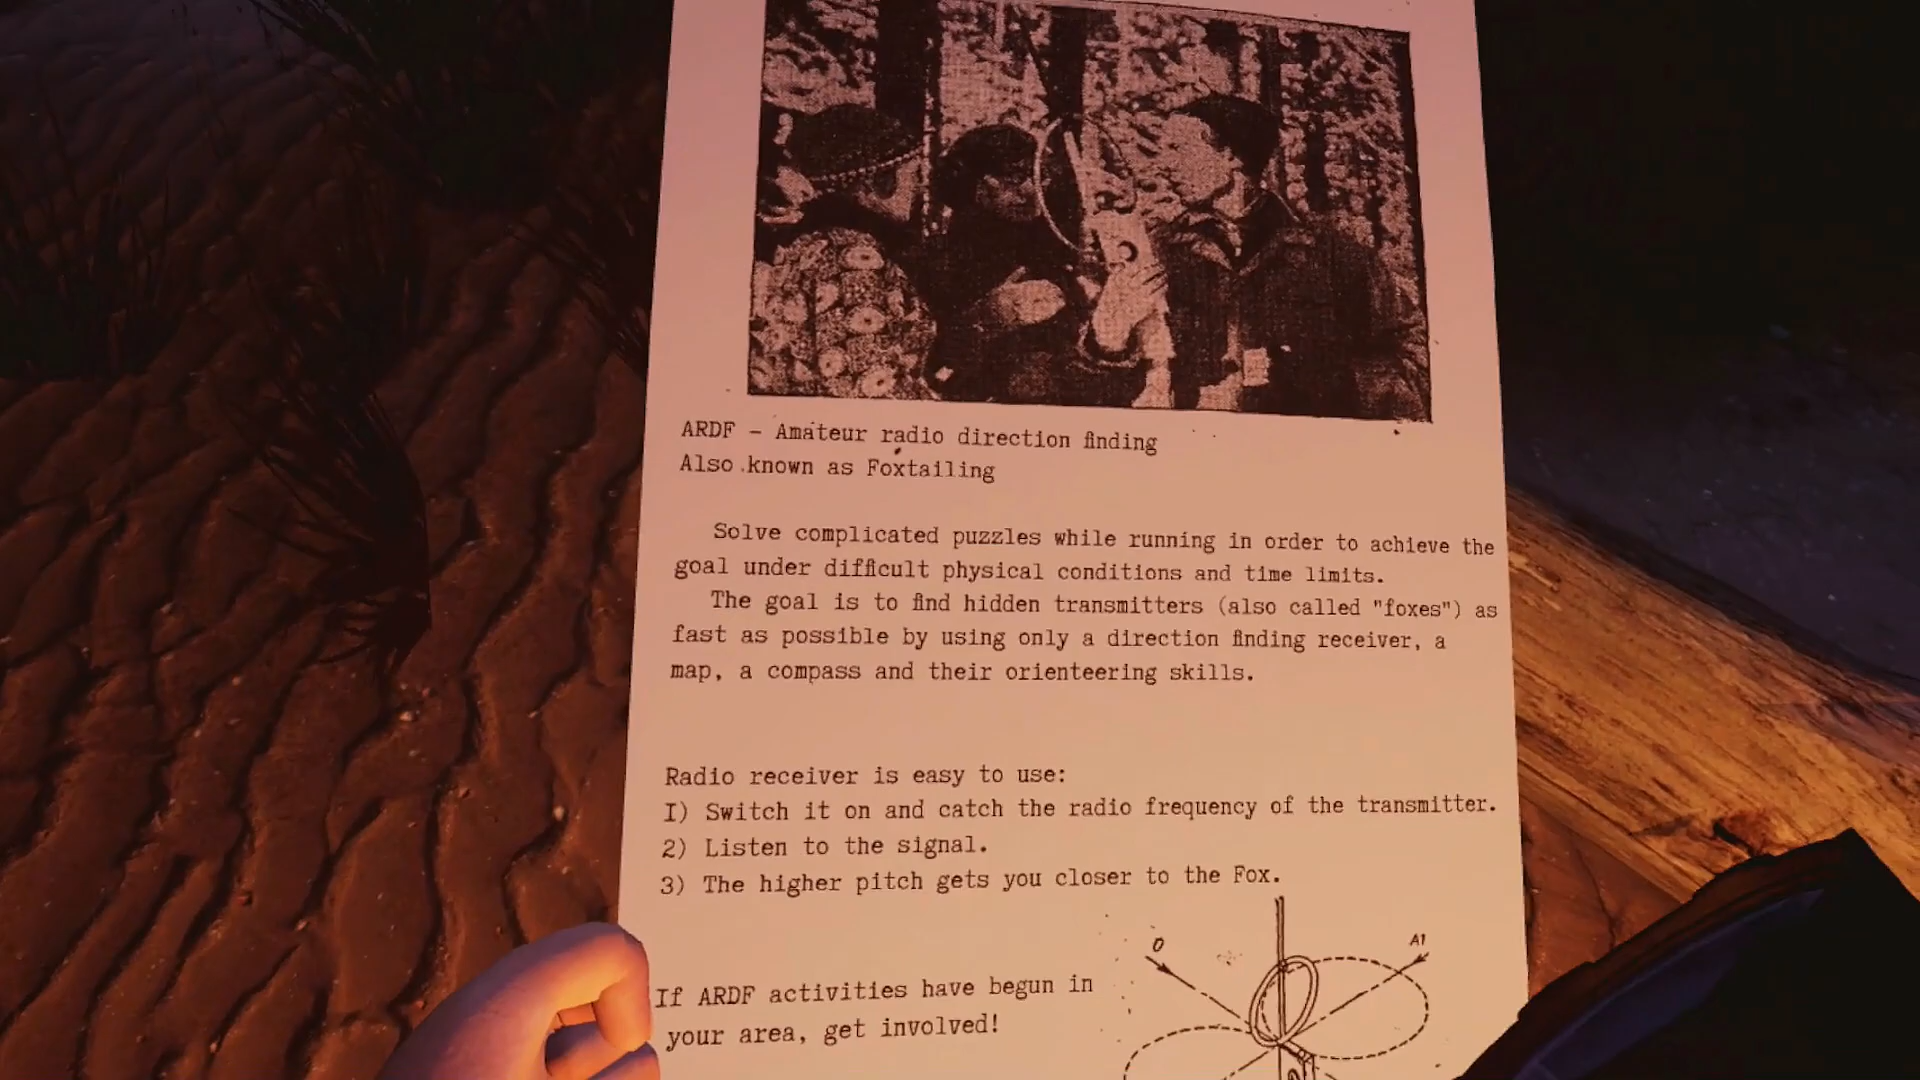 ARDF - Amateur radio direction finding
Also known as Foxtailing
Solve complicated puzzles while running in order to achieve the
goal under difficult physical conditions and time limits.
The goal is to find hidden transmitters (also called "foxes") as
fast as possible by using only a direction finding receiver, a
map, a compass and their orienteering skills.
Radio receiver is easy to use:
I) Switch it on and catch the radio frequency of the transmitter.
2) Listen to the signal.
3) The higher pitch gets you closer to the Fox.
If ARDF activities have begun in
your area, get involved!
O
A1